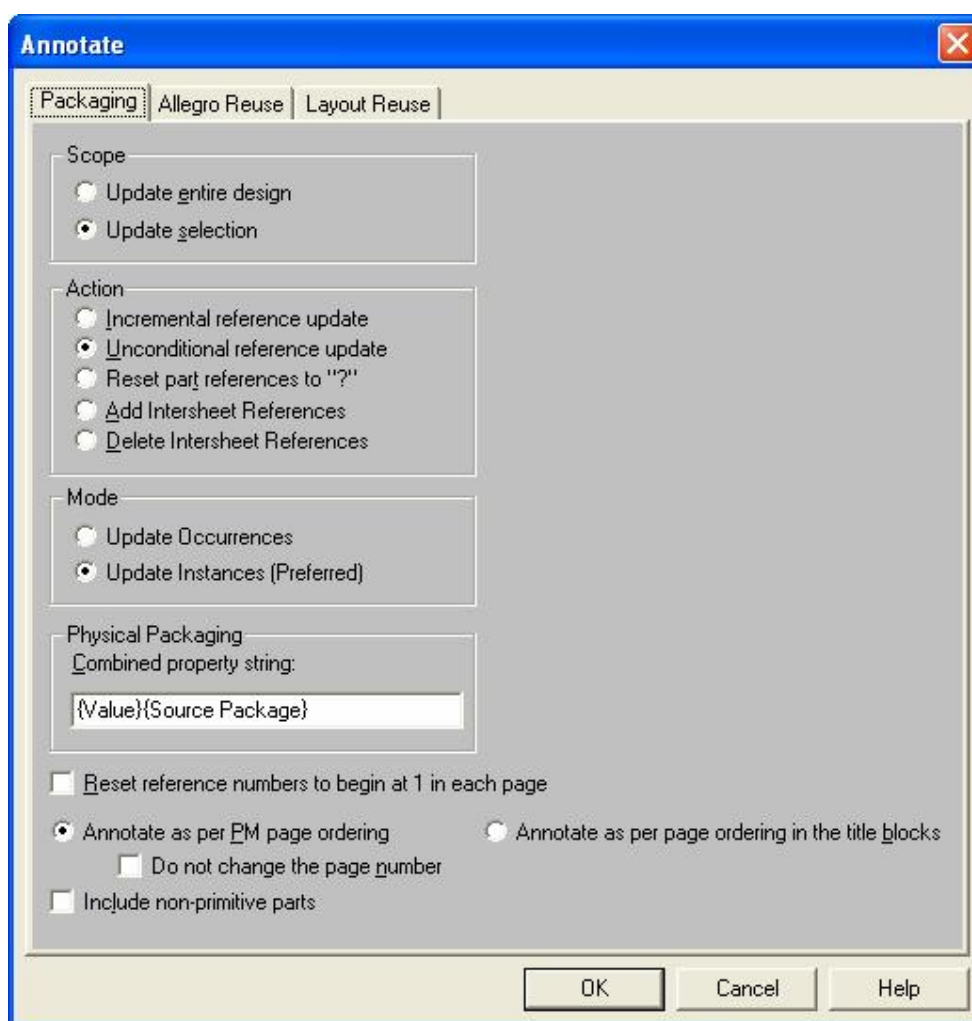 Annotate
Packaging Allegro Reuse Layout Reuse
Scope
Update entire design
Update selection
Action
Incremental reference update
Unconditional reference update
Reset part references to "?"
Add Intersheet References
Delete Intersheet References
Mode
Update Occurrences
Update Instances (Preferred)
Physical Packaging
Combined property string:
{Value}{Source Package}
Reset reference numbers to begin at 1 in each page
Annotate as per PM page ordering Annotate as per page ordering in the title blocks
Do not change the page number
Include non-primitive parts
OK Cancel Help